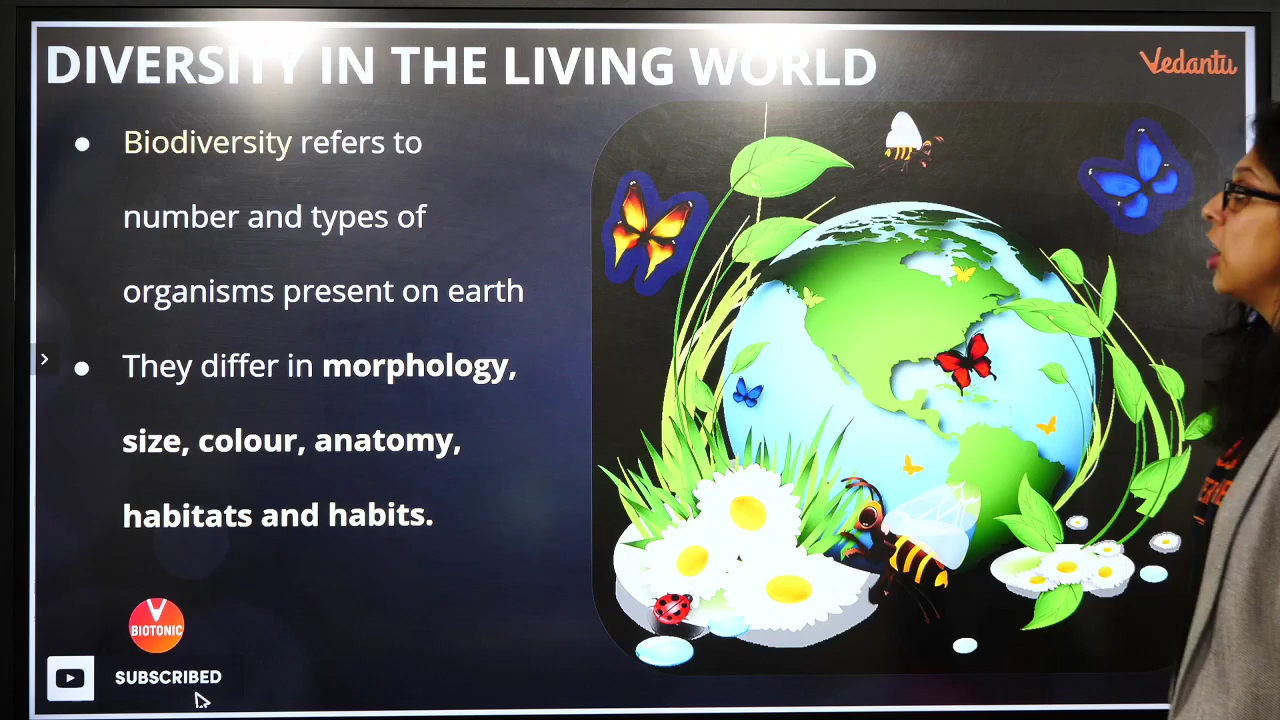 DIVERSITY IN THE LIVING WORLD
Vedantu
● Biodiversity refers to
number and types of
organisms present on earth
● They differ in morphology,
size, colour, anatomy,
habitats and habits.
V
BIOTONIC
SUBSCRIBED